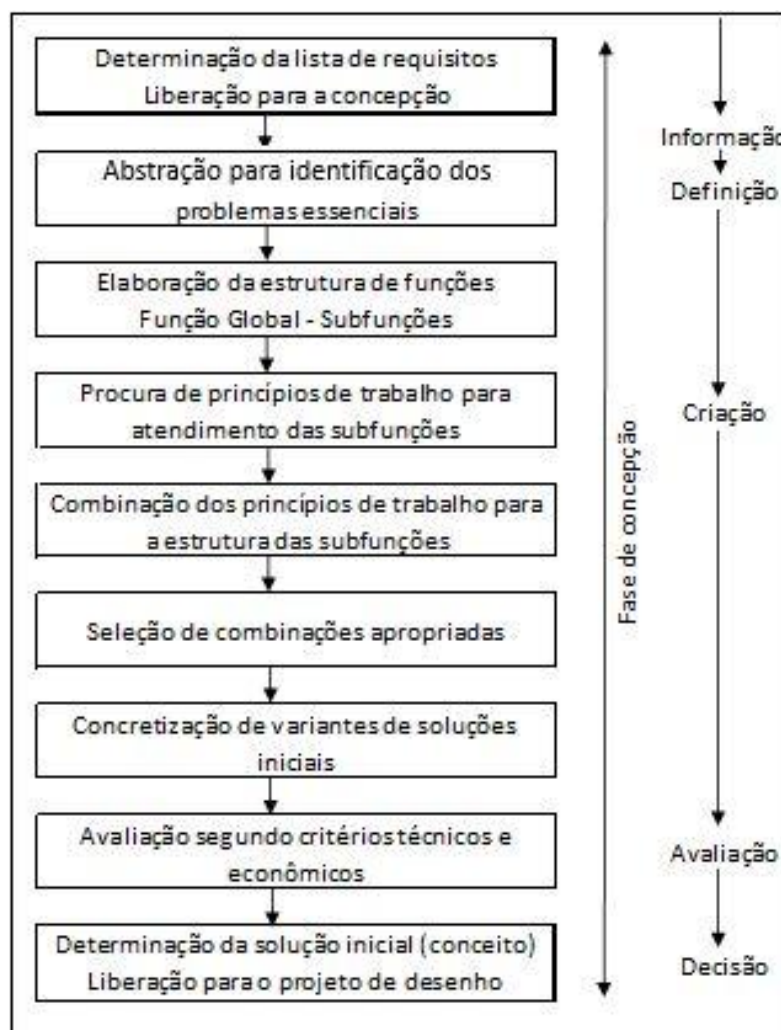 Determinação da lista de requisitos
Liberação para a concepção
Abstração para identificação dos
problemas essenciais
Elaboração da estrutura de funções
Função Global - Subfunções
Procura de princípios de trabalho para
atendimento das subfunções
Combinação dos princípios de trabalho para
a estrutura das subfunções
Seleção de combinações apropriadas
Concretização de variantes de soluções
iniciais
Avaliação segundo critérios técnicos e
econômicos
Determinação da solução inicial (conceito)
Liberação para o projeto de desenho
Fase de concepção
Informação
Definição
Criação
Avaliação
Decisão